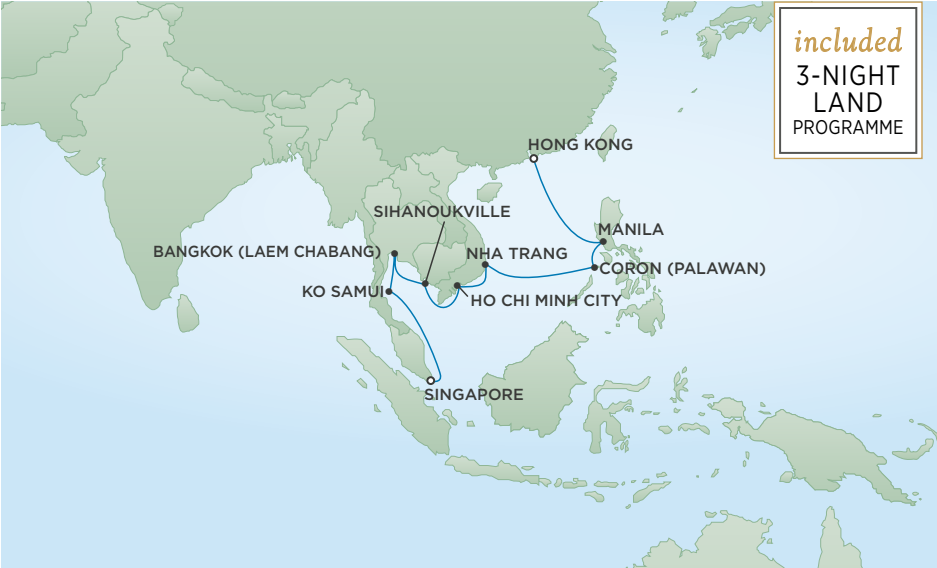 included
3-NIGHT
LAND
PROGRAMME
HONG KONG
SIHANOUKVILLE
MANILA
BANGKOK (LAEM CHABANG)
NHA TRANG
CORON (PALAWAN)
KO SAMUI
HO CHI MINH CITY
SINGAPORE